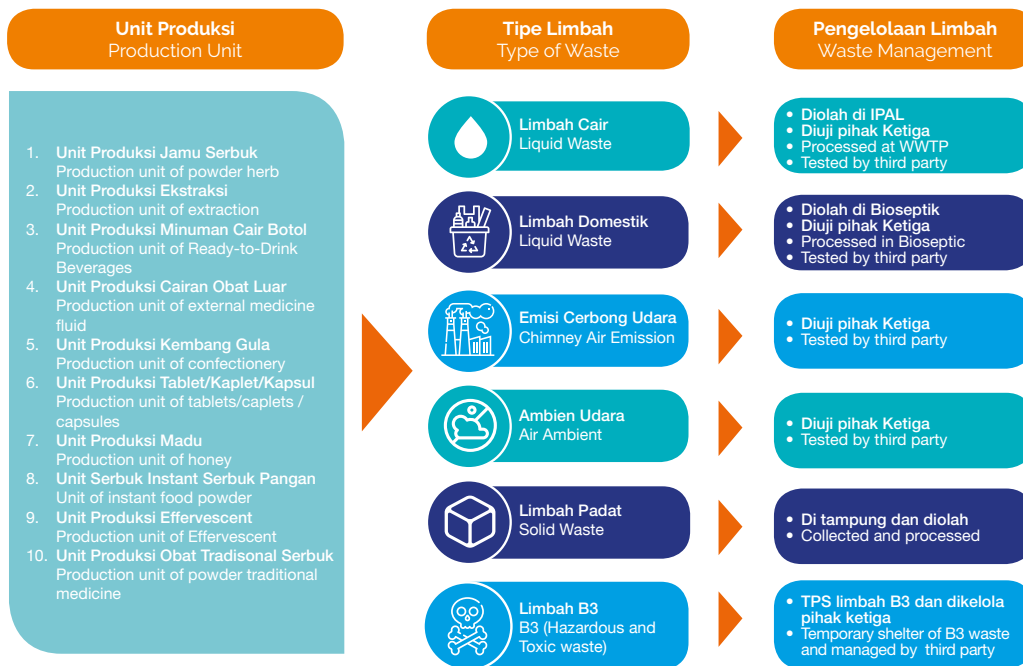 Unit Produksi
Production Unit
1. Unit Produksi Jamu Serbuk
Production unit of powder herb
2. Unit Produksi Ekstraksi
Production unit of extraction
3. Unit Produksi Minuman Cair Botol
Production unit of Ready-to-Drink
Beverages
4. Unit Produksi Cairan Obat Luar
Production unit of external medicine
fluid
5. Unit Produksi Kembang Gula
Production unit of confectionery
6. Unit Produksi Tablet/Kaplet/Kapsul
Production unit of tablets/caplets /
capsules
7. Unit Produksi Madu
Production unit of honey
8. Unit Serbuk Instant Serbuk Pangan
Unit of instant food powder
9. Unit Produksi Effervescent
Production unit of Effervescent
10. Unit Produksi Obat Tradisonal Serbuk
Production unit of powder traditional
medicine
Tipe Limbah
Type of Waste
Limbah Cair
Liquid Waste
Limbah Domestik
Liquid Waste
Emisi Cerbong Udara
Chimney Air Emission
Ambien Udara
Air Ambient
Limbah Padat
Solid Waste
Limbah B3
B3 (Hazardous and
Toxic waste)
Pengelolaan Limbah
Waste Management
• Diolah di IPAL
• Diuji pihak Ketiga
• Processed at WWTP
• Tested by third party
• Diolah di Bioseptik
• Diuji pihak Ketiga
• Processed in Bioseptic
• Tested by third party
• Diuji pihak Ketiga
• Tested by third party
• Diuji pihak Ketiga
• Tested by third party
• Di tampung dan diolah
• Collected and processed
• TPS limbah B3 dan dikelola
pihak ketiga
• Temporary shelter of B3 waste
and managed by third party